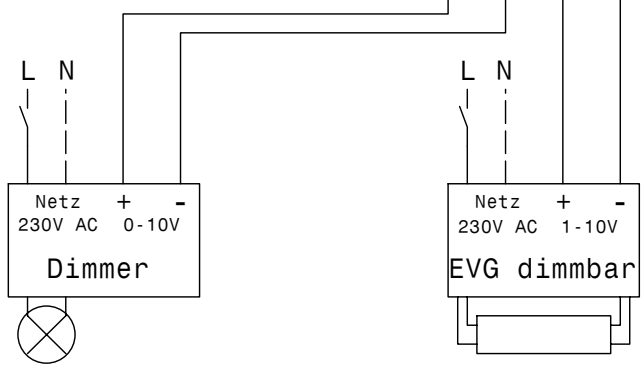 L N
L N
Netz + -
230V AC 0-10V
Dimmer
Netz + -
230V AC 1-10V
EVG dimmbar